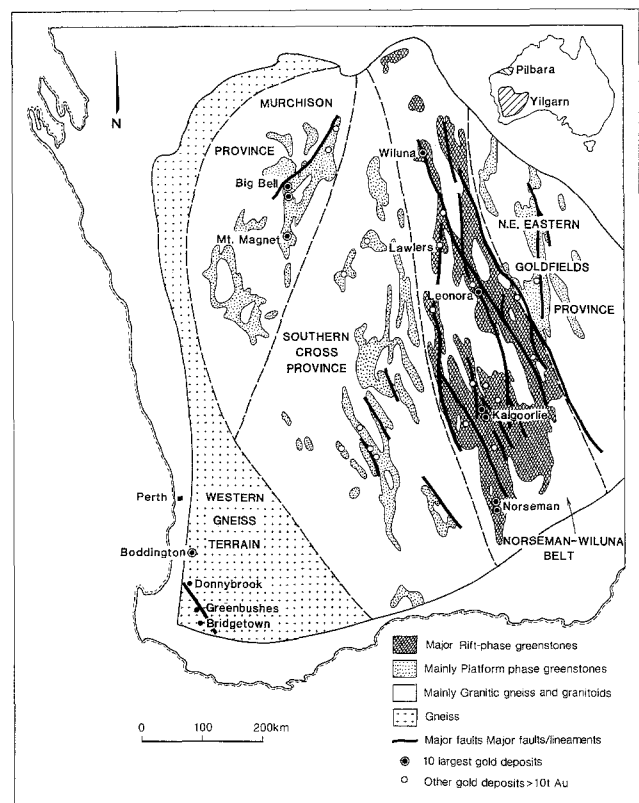 Pilbara
Yilgarn
N
MURCHISON
PROVINCE
Big Bell
Mt. Magnet
Wiluna
Lawlers
Leonora
N.E. EASTERN
GOLDFIELDS
PROVINCE
SOUTHERN
CROSS
PROVINCE
Kalgoorlie
Norseman
NORSEMAN-WILUNA
BELT
Perth
WESTERN
GNEISS
TERRAIN
Boddington
Donnybrook
Greenbushes
Bridgetown
Major Rift-phase greenstones
Mainly Platform phase greenstones
Mainly Granitic gneiss and granitoids
Gneiss
Major faults Major faults/lineaments
10 largest gold deposits
Other gold deposits>10t Au
0 100 200km